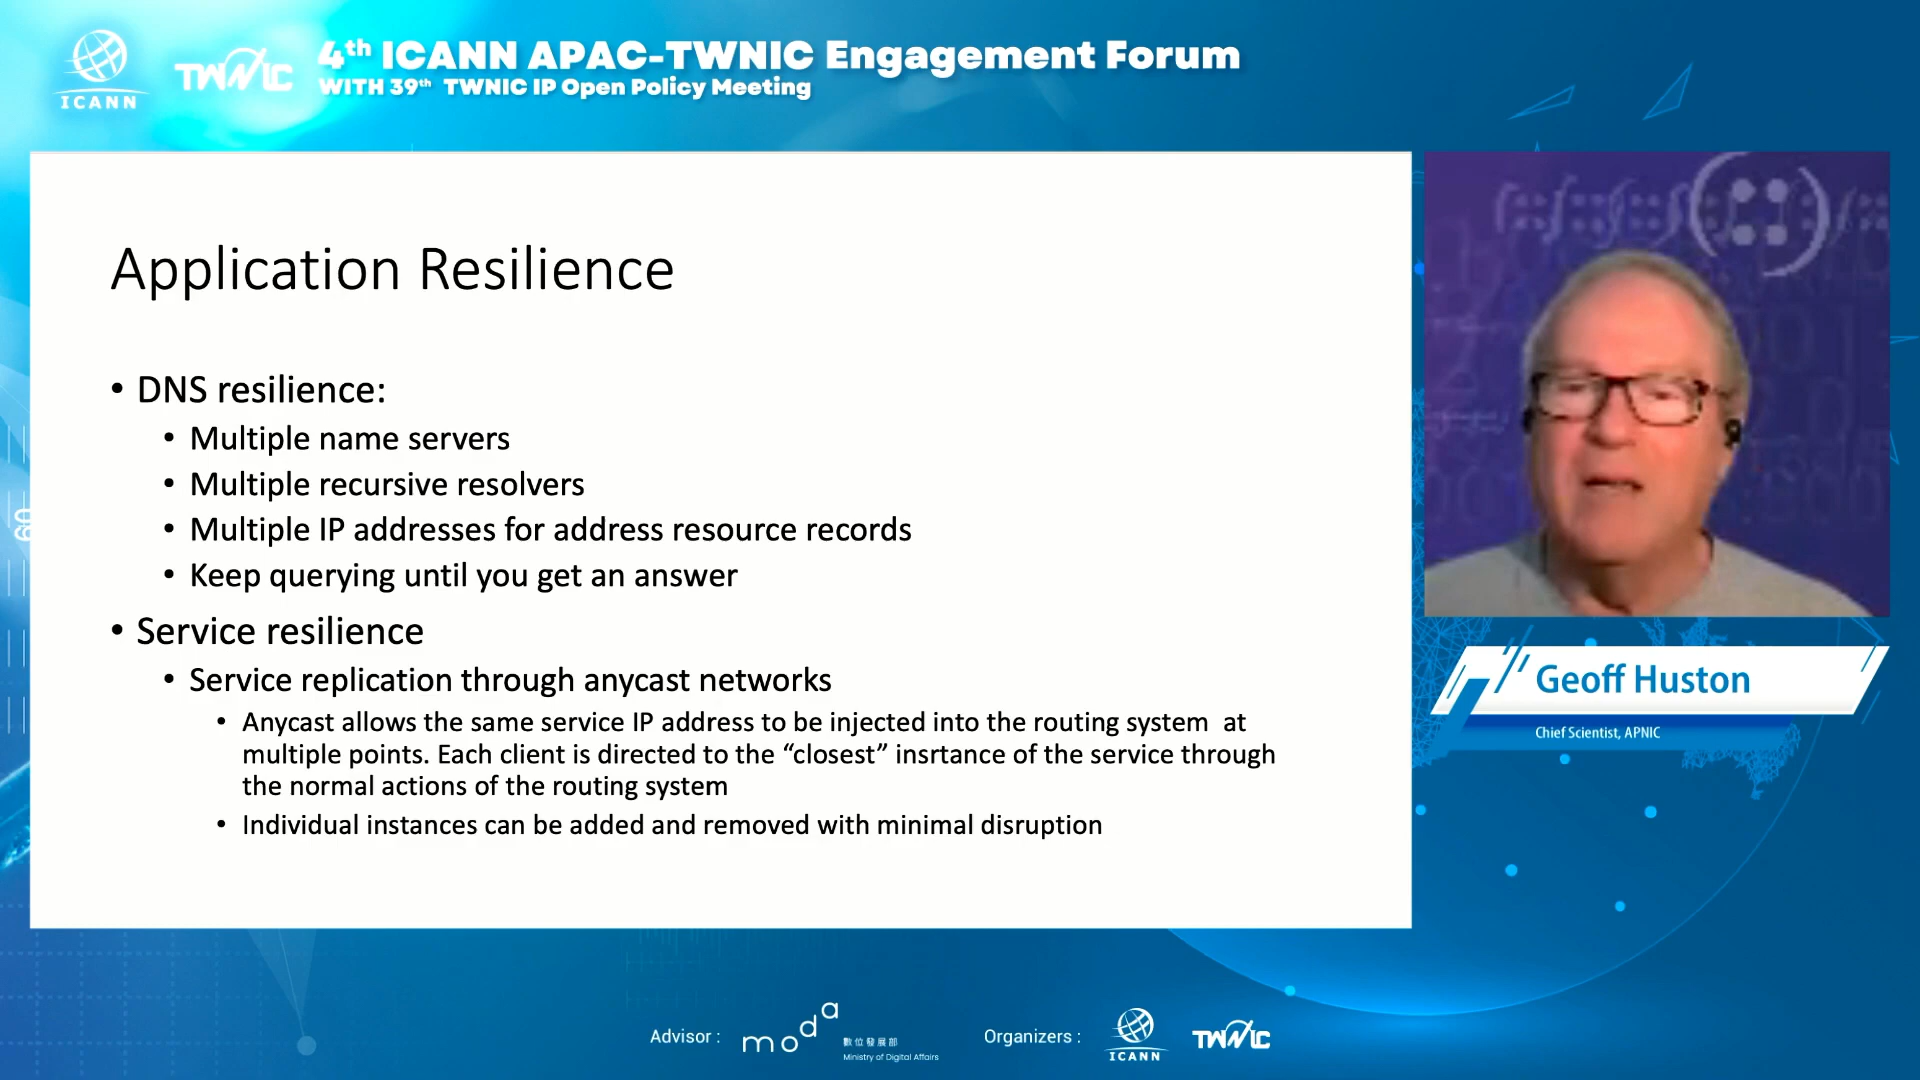 ICANN
TWNIC
4th ICANN APAC-TWNIC Engagement Forum
WITH 39th TWNIC IP Open Policy Meeting
Application Resilience
• DNS resilience:
• Multiple name servers
• Multiple recursive resolvers
• Multiple IP addresses for address resource records
• Keep querying until you get an answer
• Service resilience
• Service replication through anycast networks
• Anycast allows the same service IP address to be injected into the routing system at
multiple points. Each client is directed to the “closest” insrtance of the service through
the normal actions of the routing system
• Individual instances can be added and removed with minimal disruption
Geoff Huston
Chief Scientist, APNIC
Advisor :
moda
數位發展部
Ministry of Digital Affairs
Organizers :
ICANN
TWNIC